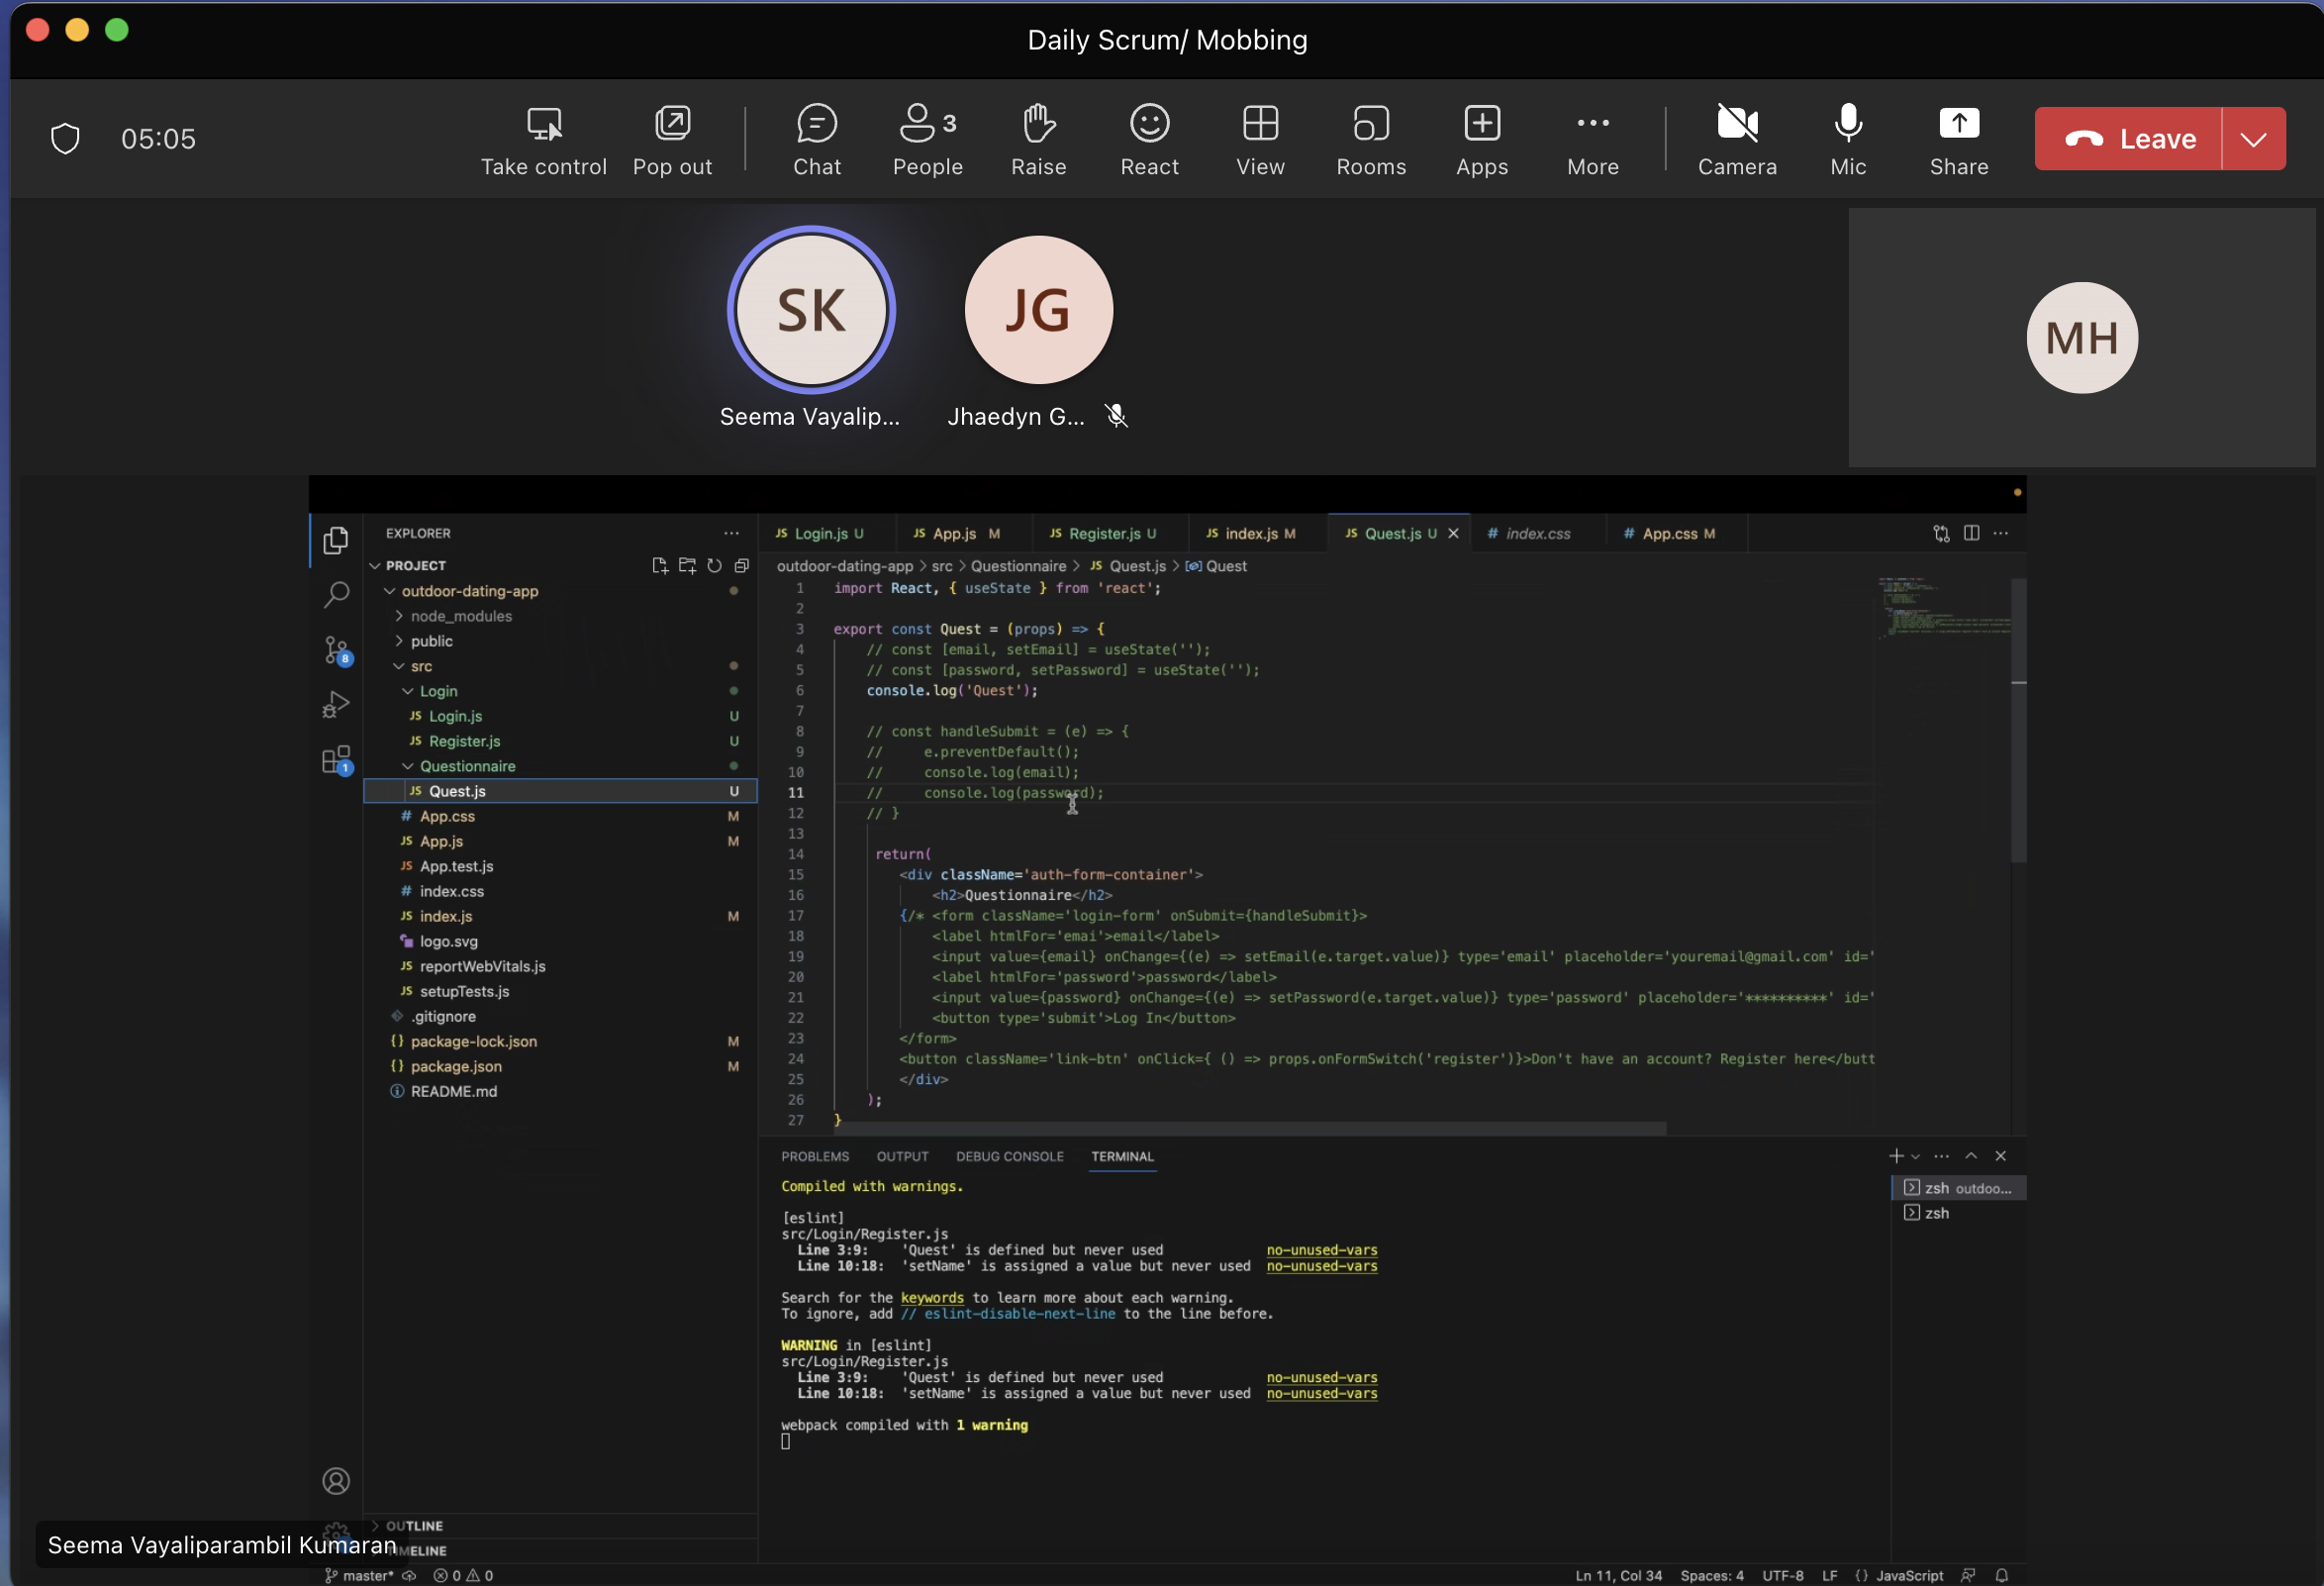 Daily Scrum/ Mobbing
05:05
Take control
Pop out
Chat
3
People
Raise
React
View
Rooms
Apps
More
Camera
Mic
Share
Leave
SK
JG
MH
Seema Vayalip...
Jhaedyn G...
EXPLORER
PROJECT
outdoor-dating-app
node_modules
public
src
Login
JS Login.js U
JS Register.js U
Questionnaire
JS Quest.js U
# App.css M
JS App.js M
JS App.test.js
# index.css
JS index.js M
logo.svg
JS reportWebVitals.js
JS setupTests.js
.gitignore
{} package-lock.json M
{} package.json M
README.md
8
1
OUTLINE
Seema Vayaliparambil Kumaran
JS Login.js U
JS App.js M
JS Register.js U
JS index.js M
JS Quest.js U
# index.css
# App.css M
outdoor-dating-app > src > Questionnaire > JS Quest.js > Quest
1 import React, { useState } from 'react';
2
3 export const Quest = (props) => {
4 // const [email, setEmail] = useState('');
5 // const [password, setPassword] = useState('');
6 console.log('Quest');
7
8 // const handleSubmit = (e) => {
9 // e.preventDefault();
10 // console.log(email);
11 // console.log(password);
12 // }
13
14 return(
15 <div className='auth-form-container'>
16 <h2>Questionnaire</h2>
17 {/* <form className='login-form' onSubmit={handleSubmit}>
18 <label htmlFor='emai'>email</label>
19 <input value={email} onChange={(e) => setEmail(e.target.value)} type='email' placeholder='youremail@gmail.com' id='
20 <label htmlFor='password'>password</label>
21 <input value={password} onChange={(e) => setPassword(e.target.value)} type='password' placeholder='**********' id='
22 <button type='submit'>Log In</button>
23 </form>
24 <button className='link-btn' onClick={ () => props.onFormSwitch('register')}>Don't have an account? Register here</butt
25 </div>
26 );
27 }
PROBLEMS
OUTPUT
DEBUG CONSOLE
TERMINAL
Compiled with warnings.
[eslint]
src/Login/Register.js
Line 3:9: 'Quest' is defined but never used no-unused-vars
Line 10:18: 'setName' is assigned a value but never used no-unused-vars
Search for the keywords to learn more about each warning.
To ignore, add // eslint-disable-next-line to the line before.
WARNING in [eslint]
src/Login/Register.js
Line 3:9: 'Quest' is defined but never used no-unused-vars
Line 10:18: 'setName' is assigned a value but never used no-unused-vars
webpack compiled with 1 warning
zsh outdoo...
zsh
master* 0 0
Ln 11, Col 34 Spaces: 4 UTF-8 LF {} JavaScript